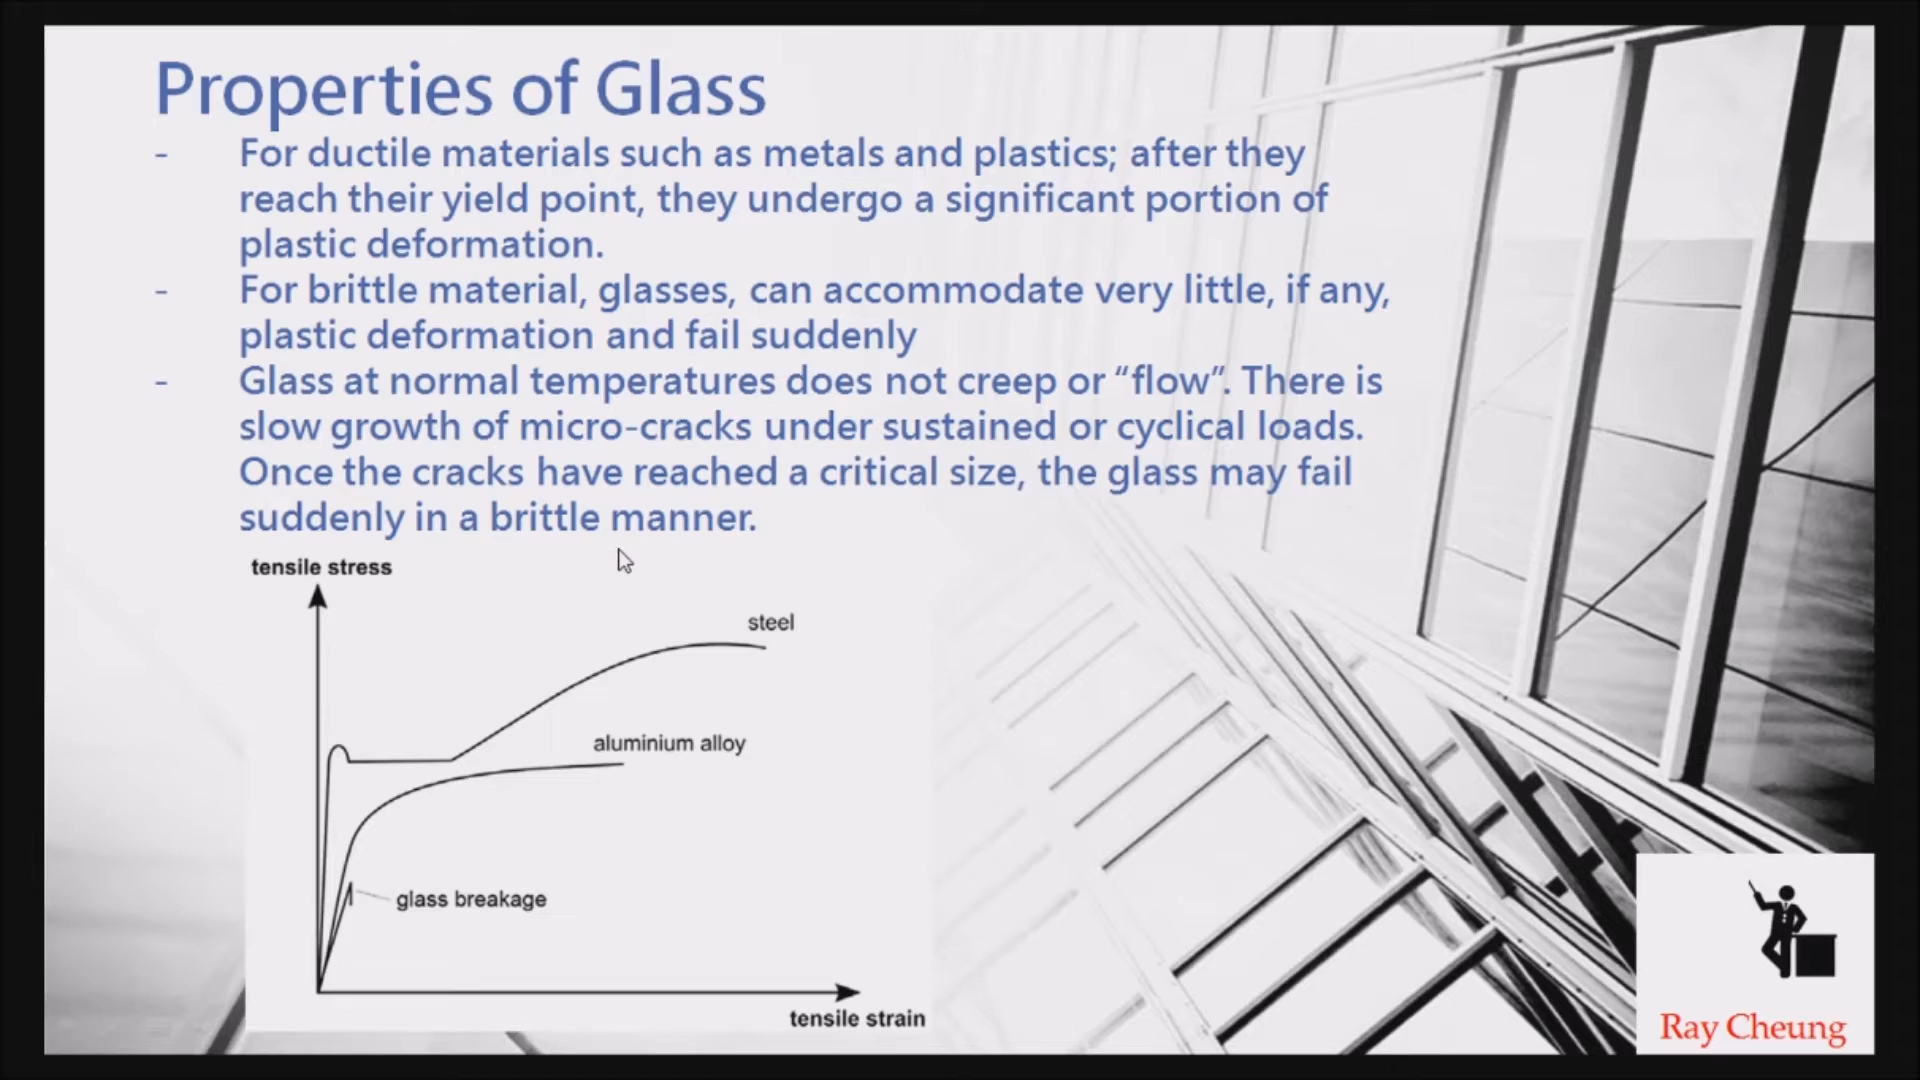 Properties of Glass
- For ductile materials such as metals and plastics; after they
reach their yield point, they undergo a significant portion of
plastic deformation.
- For brittle material, glasses, can accommodate very little, if any,
plastic deformation and fail suddenly
- Glass at normal temperatures does not creep or “flow”. There is
slow growth of micro-cracks under sustained or cyclical loads.
Once the cracks have reached a critical size, the glass may fail
suddenly in a brittle manner.
tensile stress
steel
aluminium alloy
glass breakage
tensile strain
Ray Cheung